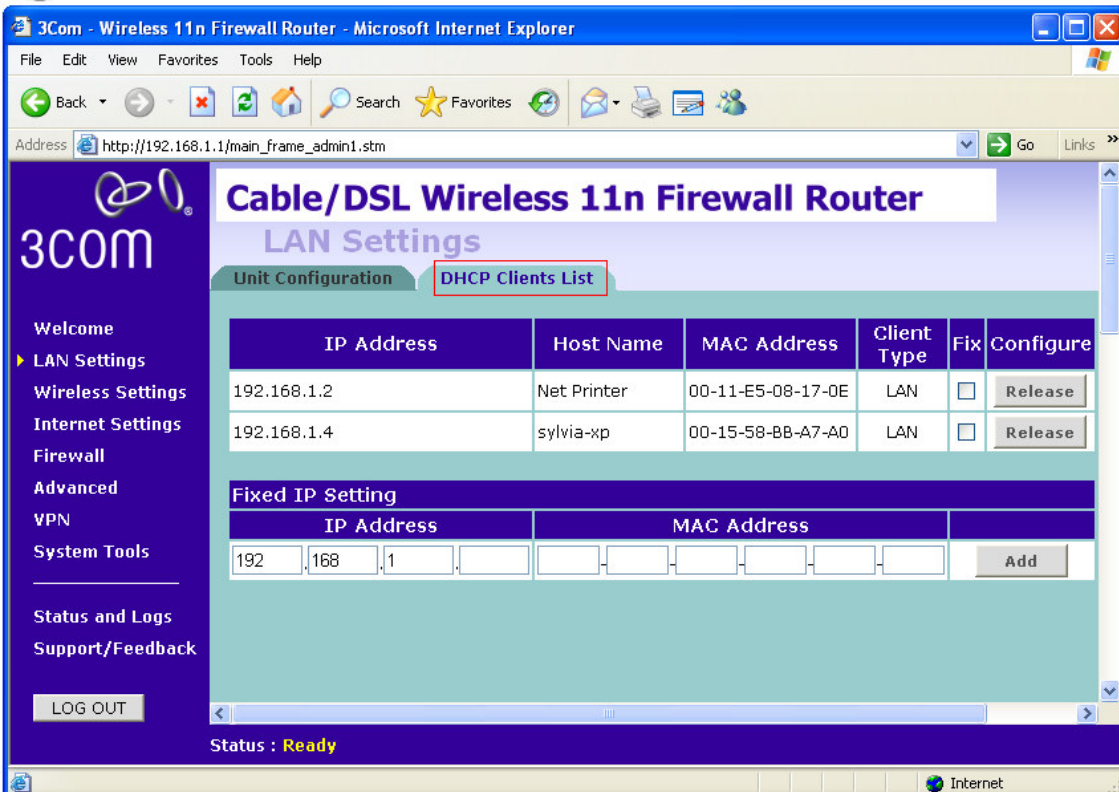 3Com - Wireless 11n Firewall Router - Microsoft Internet Explorer
File Edit View Favorites Tools Help
Back Search Favorites
Address http://192.168.1.1/main_frame_admin1.stm Go Links »
3COM
Cable/DSL Wireless 11n Firewall Router
LAN Settings
Unit Configuration DHCP Clients List
Welcome
LAN Settings
Wireless Settings
Internet Settings
Firewall
Advanced
VPN
System Tools
Status and Logs
Support/Feedback
LOG OUT
IP Address Host Name MAC Address Client Type Fix Configure
192.168.1.2 Net Printer 00-11-E5-08-17-0E LAN Release
192.168.1.4 sylvia-xp 00-15-58-BB-A7-A0 LAN Release
Fixed IP Setting
IP Address MAC Address
192 . 168 . 1 . - - - - - Add
Status : Ready
Internet